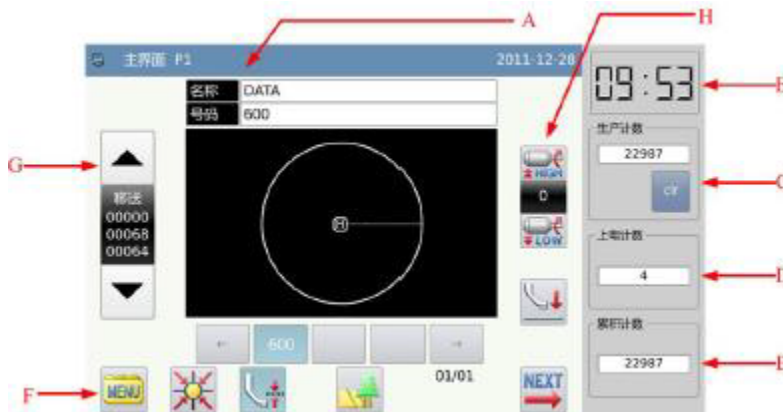 A
H
主界面 P1
2011-12-28
名称 DATA
号码 600
09:53
生产计数
22987
clr
G
HIGH
移送
0
00000
00068
LOW
00064
上电计数
4
累积计数
← 600 →
22987
01/01
F
MENU
NEXT